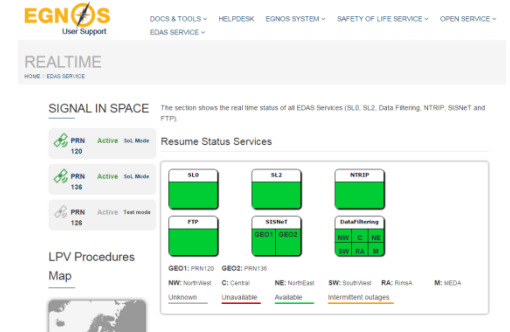 EGNOS
User Support
DOCS & TOOLS HELPDESK EGNOS SYSTEM SAFETY OF LIFE SERVICE OPEN SERVICE
EDAS SERVICE
REALTIME
HOME / EDAS SERVICE
SIGNAL IN SPACE
PRN 120 Active SoL Mode
PRN 136 Active SoL Mode
PRN 126 Active Test mode
LPV Procedures
Map
The section shows the real time status of all EDAS Services (SL0, SL2, Data Filtering, NTRIP, SISNeT and
FTP).
Resume Status Services
SL0 SL2 NTRIP
FTP SISNeT DataFiltering
GEO1 GEO2 NW C NE
SW RA M
GEO1: PRN120 GEO2: PRN136
NW: NorthWest C: Central NE: NorthEast SW: SouthWest RA: RimsA M: MEDA
Unknown Unavailable Available Intermittent outages